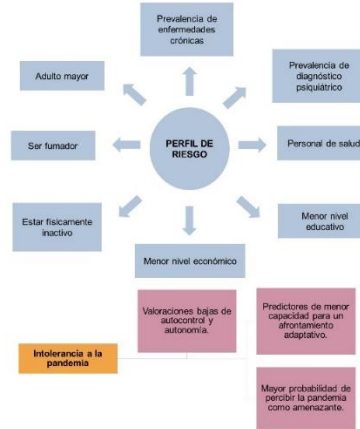 Prevalencia de
enfermedades
crónicas
Adulto mayor
Prevalencia de
diagnóstico
psiquiátrico
Ser fumador
PERFIL DE
RIESGO
Personal de salud
Estar físicamente
inactivo
Menor nivel
educativo
Menor nivel económico
Valoraciones bajas de
autocontrol y
autonomía.
Predictores de menor
capacidad para un
afrontamiento
adaptativo.
Intolerancia a la
pandemia
Mayor probabilidad de
percibir la pandemia
como amenazante.